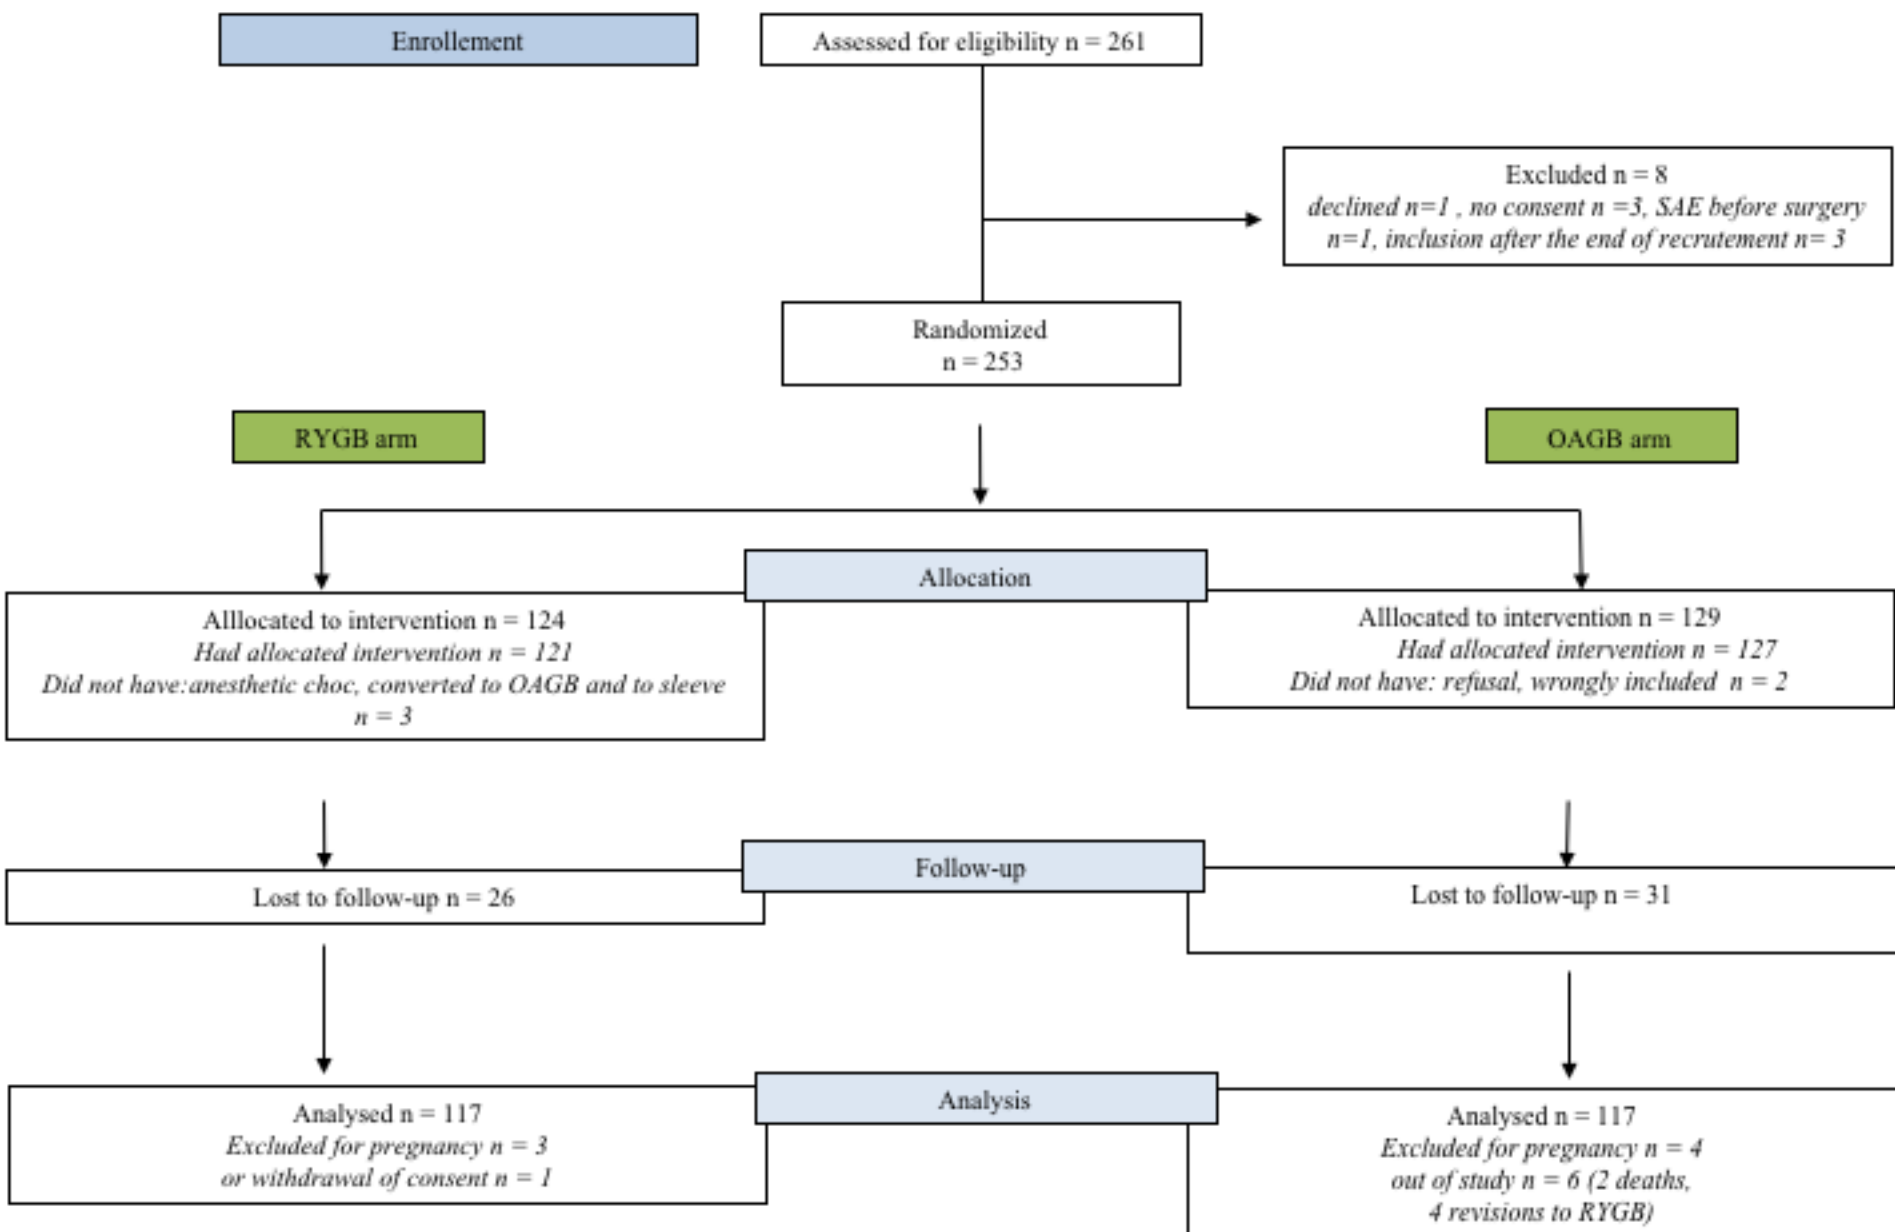 Enrollement
Assessed for eligibility n = 261
Excluded n = 8
declined n=1 , no consent n =3, SAE before surgery
n=1, inclusion after the end of recrutement n= 3
Randomized
n = 253
RYGB arm
OAGB arm
Allocation
Alllocated to intervention n = 124
Had allocated intervention n = 121
Did not have:anesthetic choc, converted to OAGB and to sleeve
n = 3
Alllocated to intervention n = 129
Had allocated intervention n = 127
Did not have: refusal, wrongly included n = 2
Follow-up
Lost to follow-up n = 26
Lost to follow-up n = 31
Analysis
Analysed n = 117
Excluded for pregnancy n = 3
or withdrawal of consent n = 1
Analysed n = 117
Excluded for pregnancy n = 4
out of study n = 6 (2 deaths,
4 revisions to RYGB)